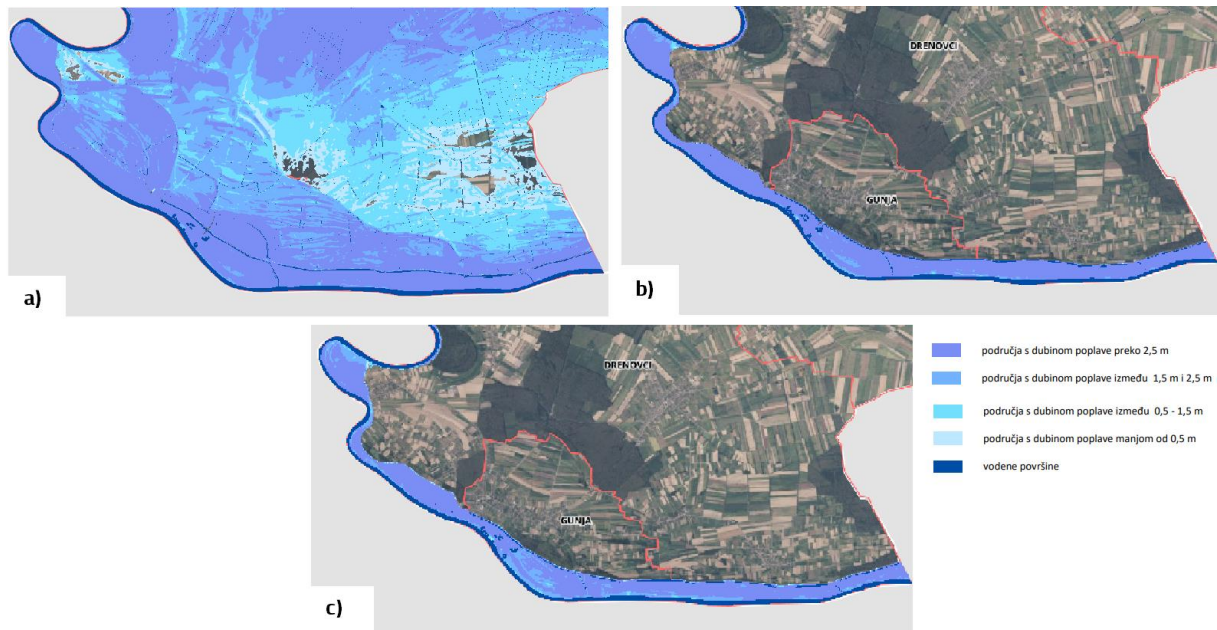 a)
DRENOVCI
GUNJA
b)
DRENOVCI
GUNJA
c)
područja s dubinom poplave preko 2,5 m
područja s dubinom poplave između 1,5 m i 2,5 m
područja s dubinom poplave između 0,5 - 1,5 m
područja s dubinom poplave manjom od 0,5 m
vodene površine